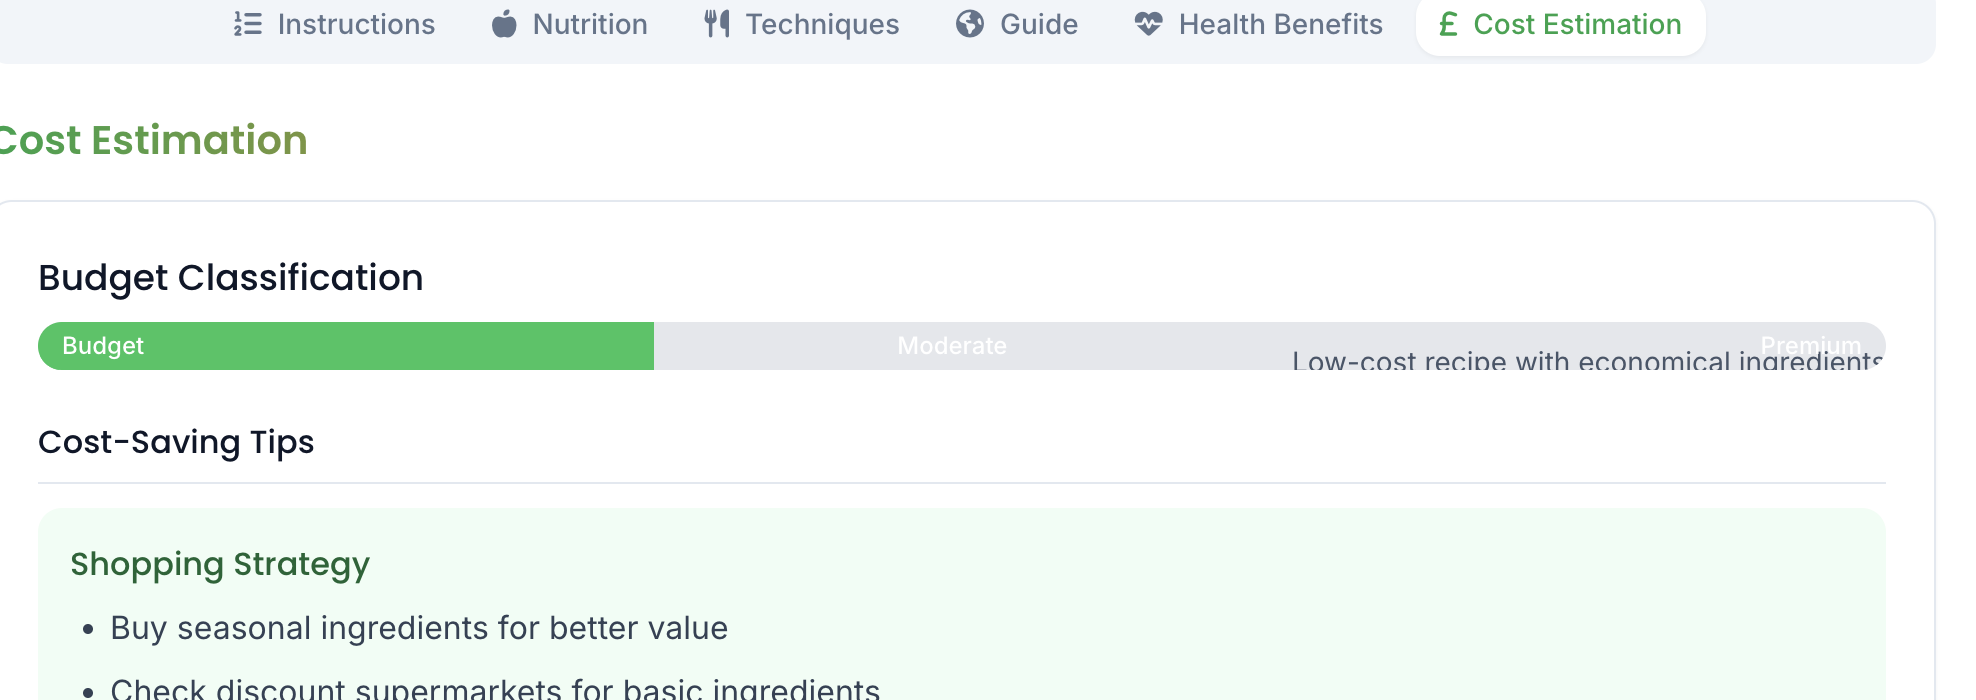 Instructions Nutrition Techniques Guide Health Benefits £ Cost Estimation
Cost Estimation
Budget Classification
Budget Moderate Premium
Low-cost recipe with economical ingredients
Cost-Saving Tips
Shopping Strategy
• Buy seasonal ingredients for better value
• Check discount supermarkets for basic ingredients